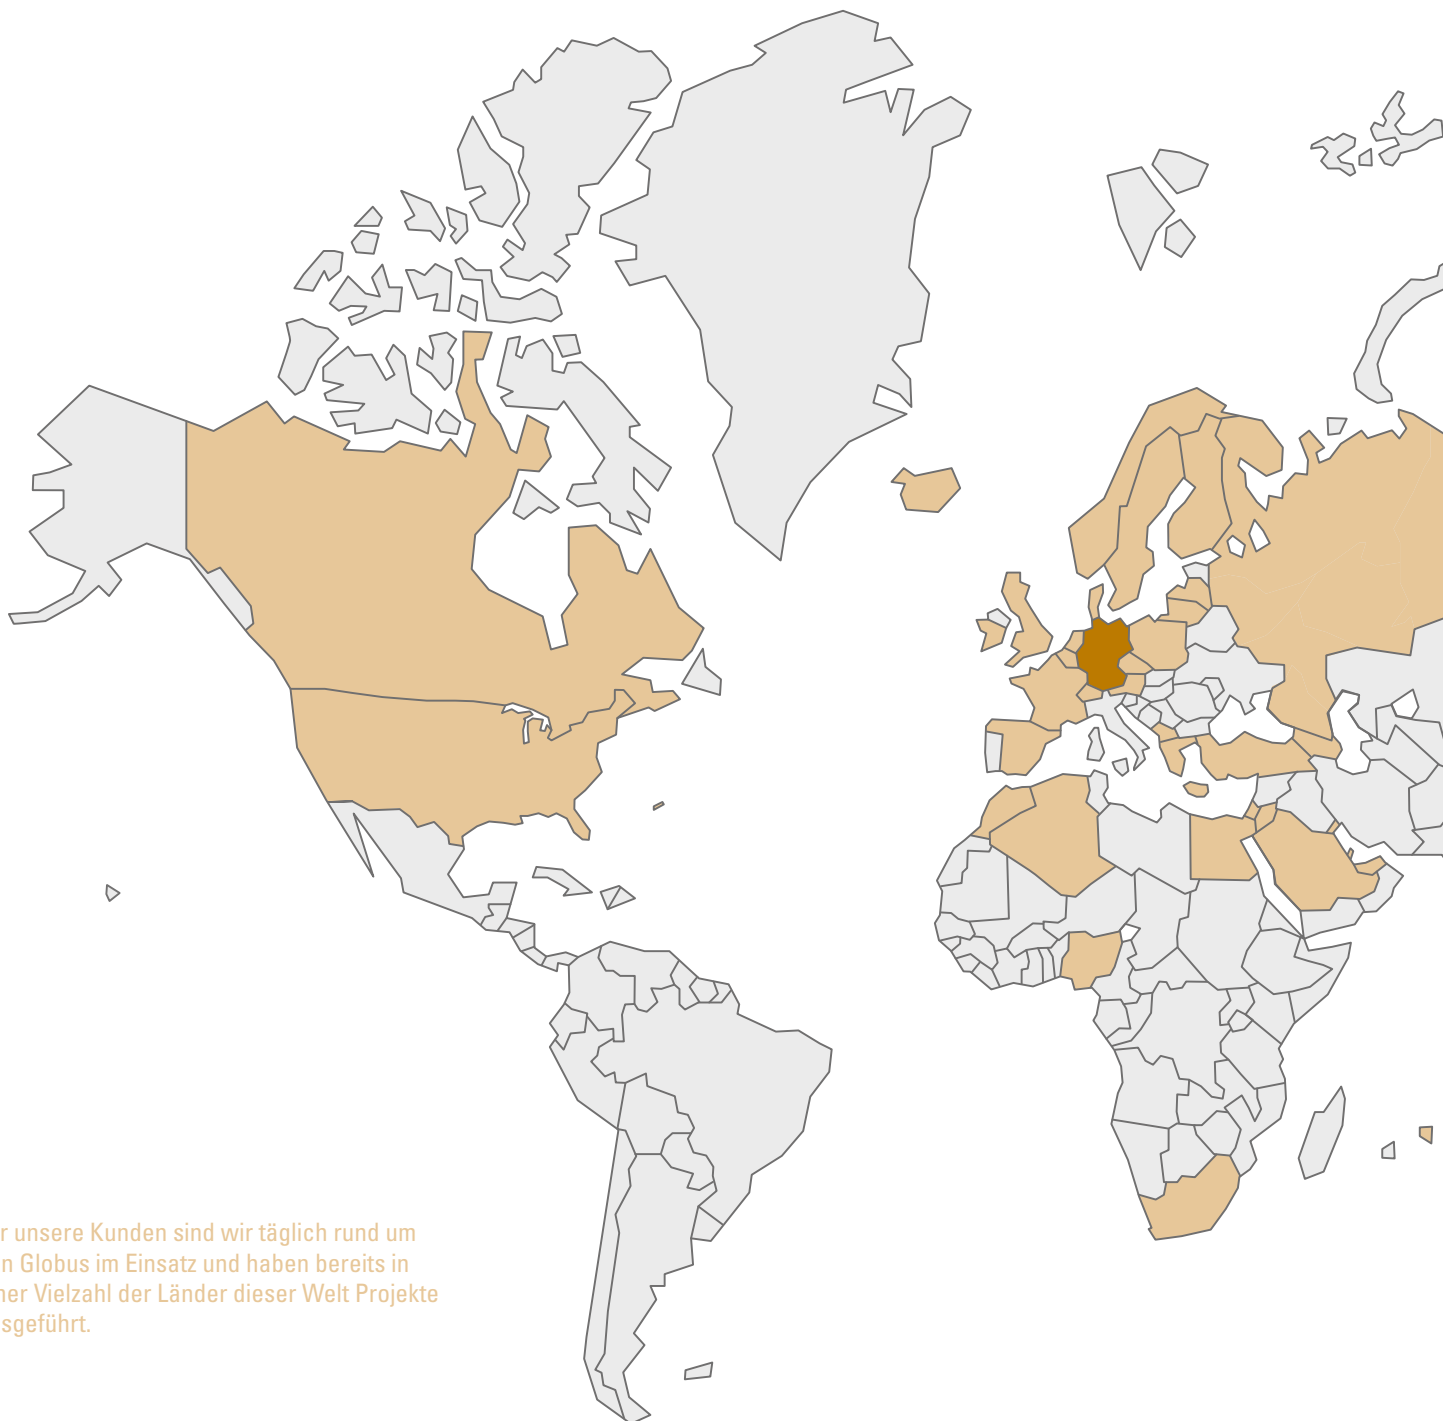 r unsere Kunden sind wir täglich rund um
n Globus im Einsatz und haben bereits in
ner Vielzahl der Länder dieser Welt Projekte
sgeführt.